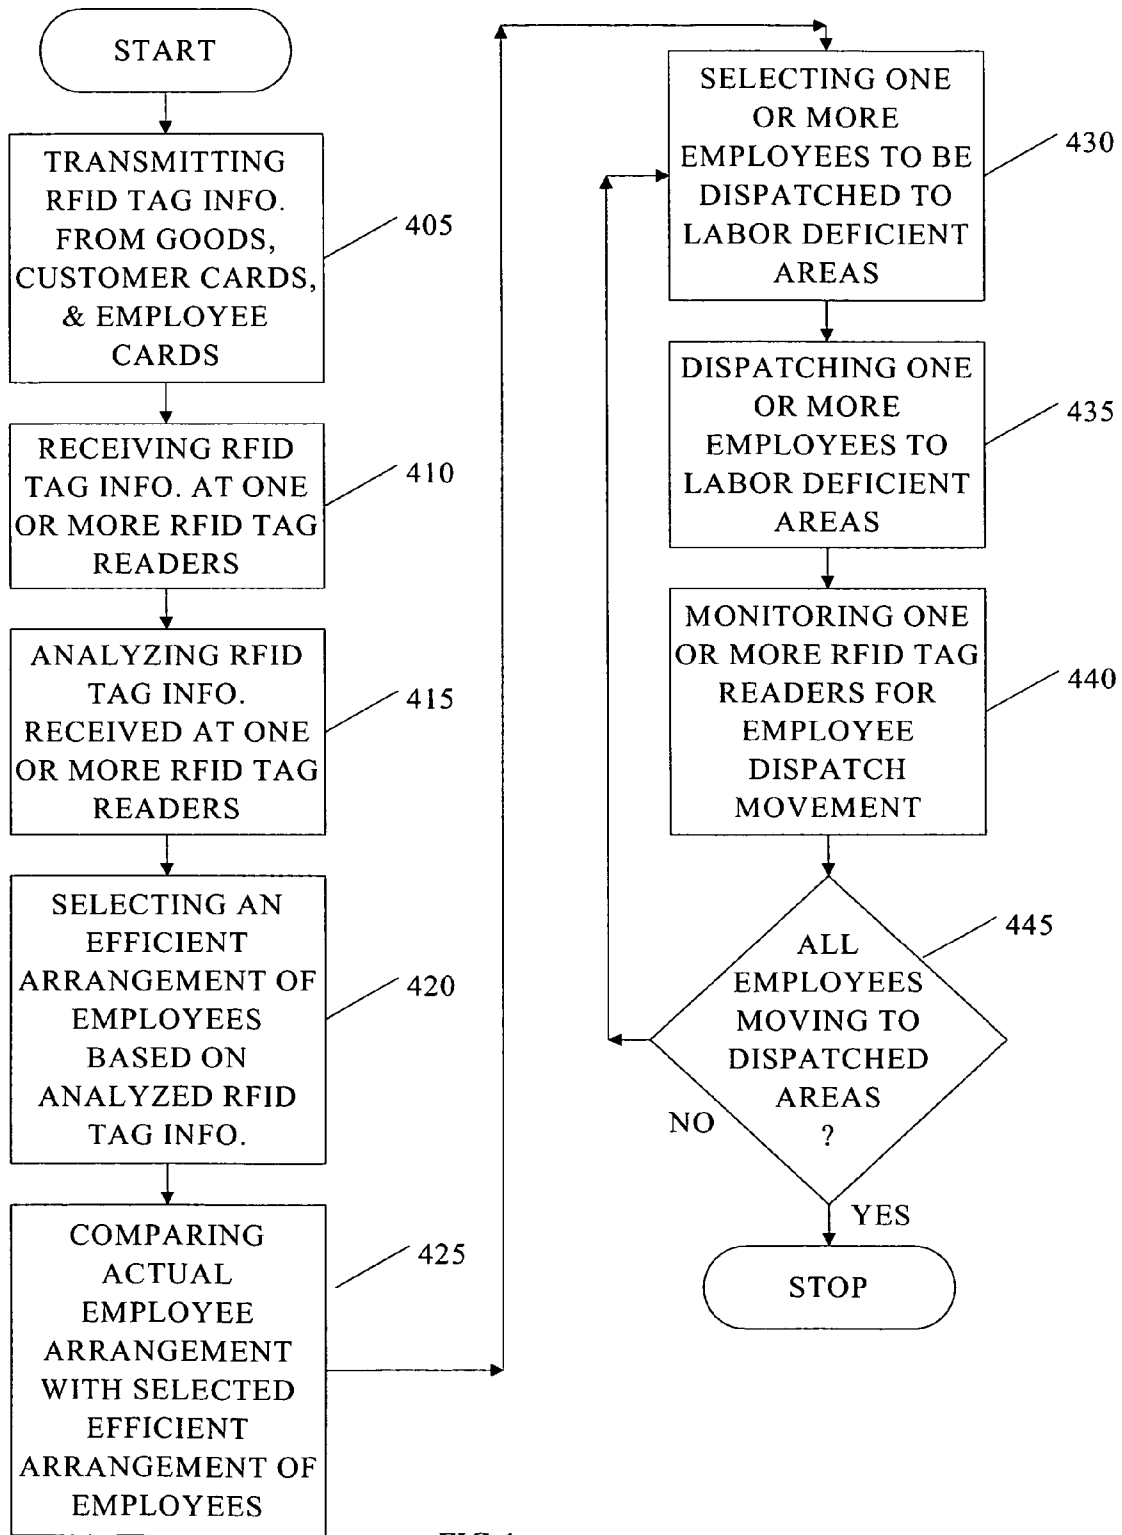 START
TRANSMITTING
RFID TAG INFO.
FROM GOODS,
CUSTOMER CARDS,
& EMPLOYEE
CARDS
405
RECEIVING RFID
TAG INFO. AT ONE
OR MORE RFID TAG
READERS
410
ANALYZING RFID
TAG INFO.
RECEIVED AT ONE
OR MORE RFID TAG
READERS
415
SELECTING AN
EFFICIENT
ARRANGEMENT OF
EMPLOYEES
BASED ON
ANALYZED RFID
TAG INFO.
420
COMPARING
ACTUAL
EMPLOYEE
ARRANGEMENT
WITH SELECTED
EFFICIENT
ARRANGEMENT OF
EMPLOYEES
425
SELECTING ONE
OR MORE
EMPLOYEES TO BE
DISPATCHED TO
LABOR DEFICIENT
AREAS
430
DISPATCHING ONE
OR MORE
EMPLOYEES TO
LABOR DEFICIENT
AREAS
435
MONITORING ONE
OR MORE RFID TAG
READERS FOR
EMPLOYEE
DISPATCH
MOVEMENT
440
ALL
EMPLOYEES
MOVING TO
DISPATCHED
AREAS
?
445
NO
YES
STOP